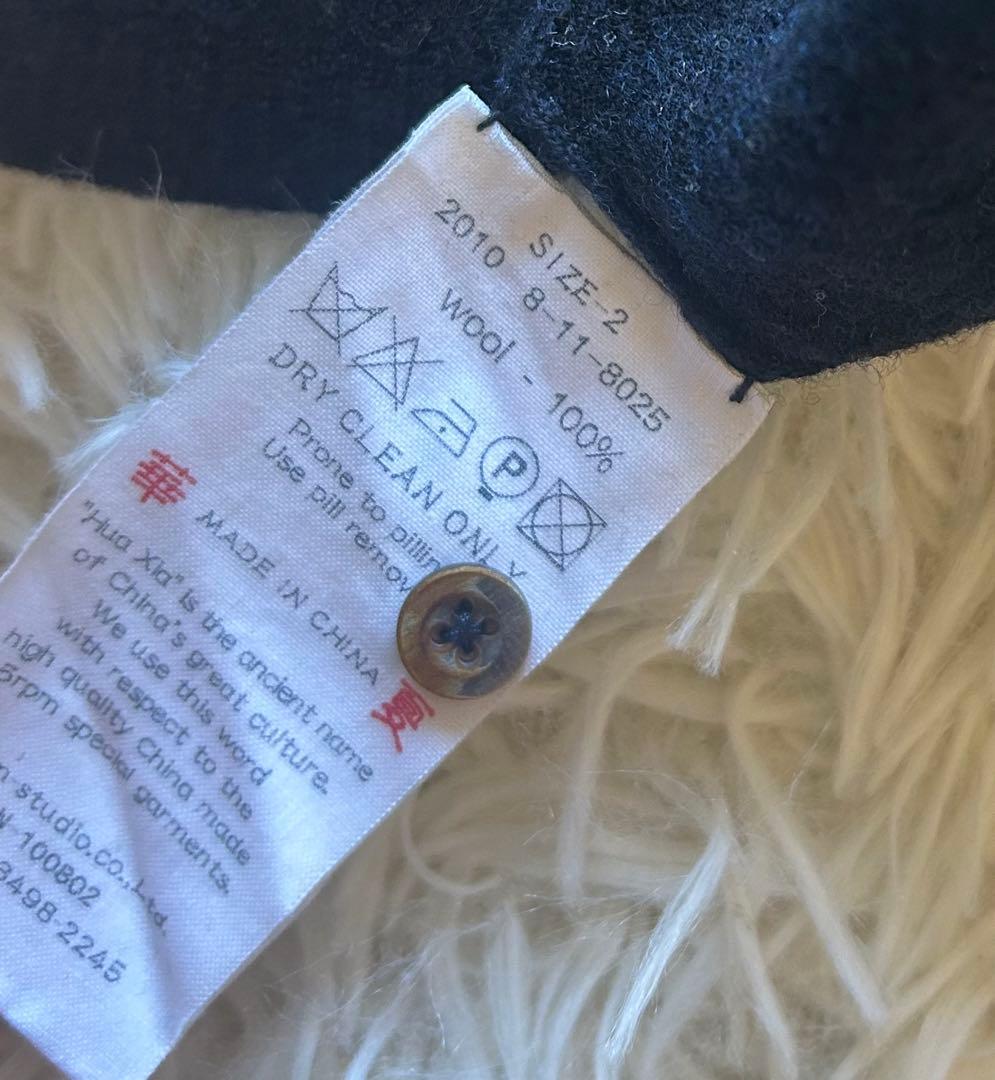 SIZE-2
2010 8-11-8025
WOOL - 100%
P
DRY CLEAN ONLY
Prone to pilling
Use pill remov
華 MADE IN CHINA 夏
"Hua Xia" is the ancient name
of China's great culture.
We use this word
with respect to the
high quality China made
5rpm special garments.
studio.co.,Ltd.
100802
3498-2245